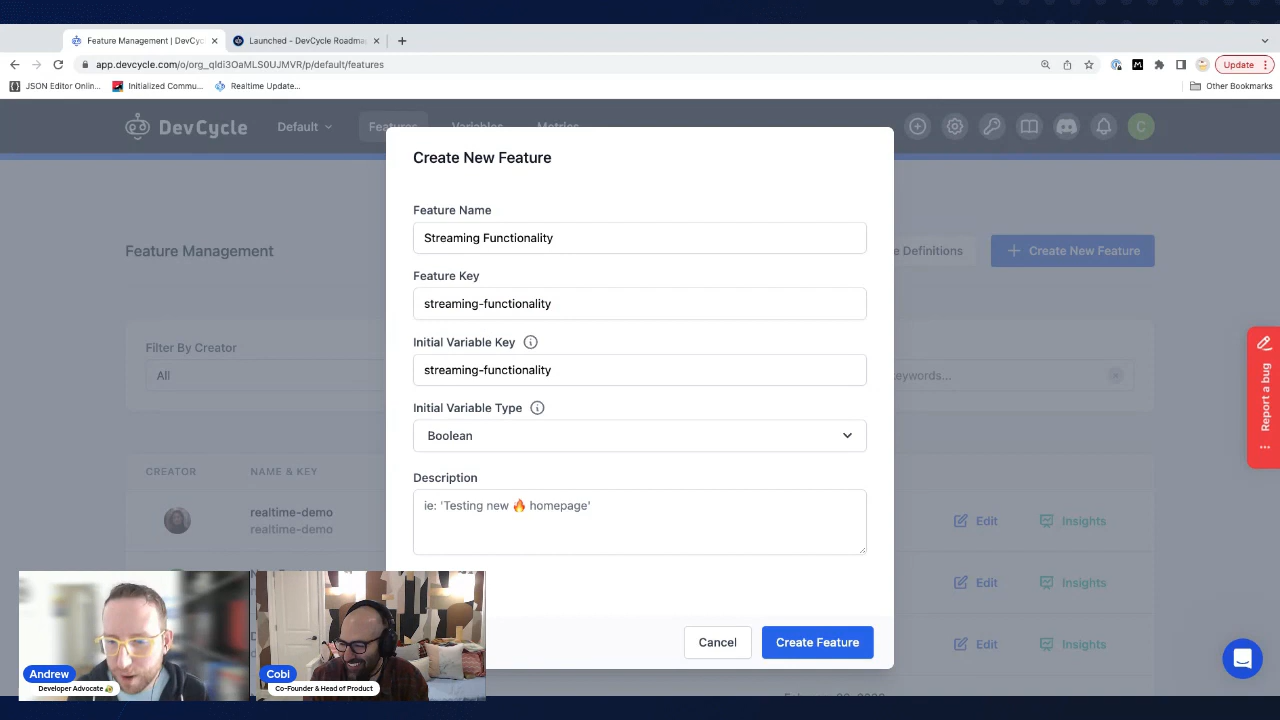 Feature Management | DevCyc
Launched - DevCycle Roadma
app.devcycle.com/o/org_qldi3OaMLS0UJMVR/p/default/features
Update
JSON Editor Onlin...
Initialized Commu...
Realtime Update...
Other Bookmarks
DevCycle
Default
Features
Variables
Metrics
C
Create New Feature
Feature Management
Definitions
Create New Feature
Feature Name
Streaming Functionality
Feature Key
streaming-functionality
Initial Variable Key
streaming-functionality
Initial Variable Type
Boolean
Description
ie: 'Testing new 🔥 homepage'
Cancel
Create Feature
Filter By Creator
All
eywords...
CREATOR
NAME & KEY
realtime-demo
realtime-demo
Edit
Insights
Edit
Insights
Edit
Insights
Report a bug
Andrew
Developer Advocate 🥑
Cobi
Co-Founder & Head of Product